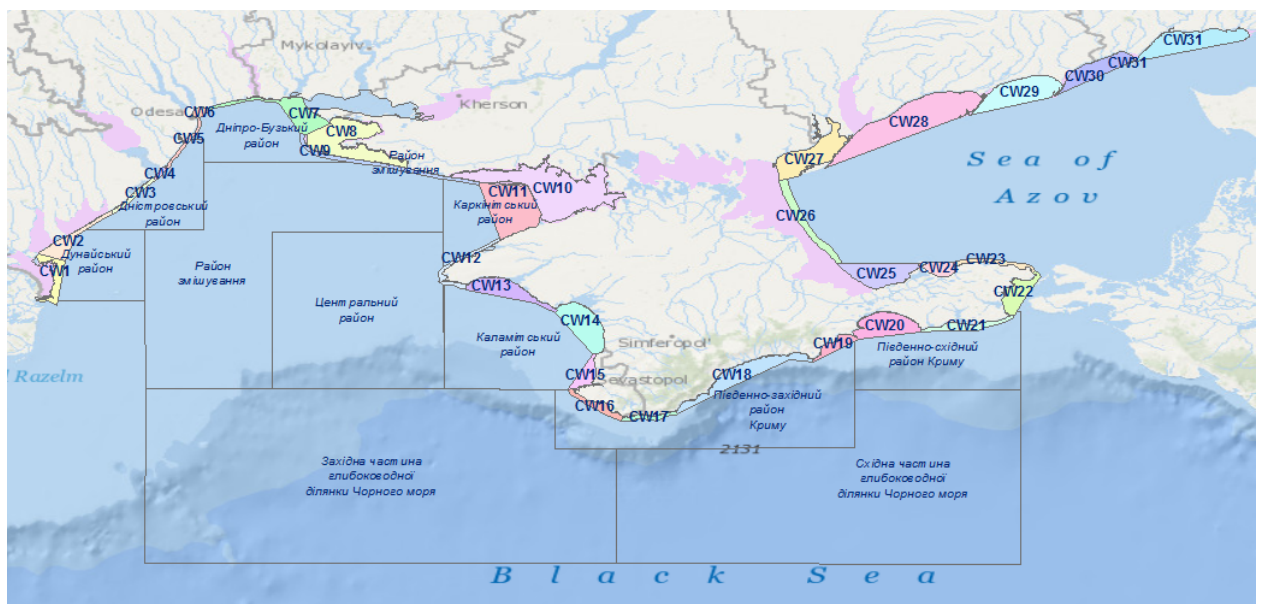 Mykolayiv
Odesa
Kherson
CW31
CW31
CW30
CW29
CW28
CW27
CW26
Sea of
Azov
CW6
CW7
CW8
CW9
CW5
CW4
CW3
CW2
CW1
Дніпро-Бузький
район
Район
змішування
Дністровський
район
Дунайський
район
Район
змішування
CW11
CW10
Каркінітський
район
CW12
CW13
CW14
Центральний
район
Каламітський
район
CW25
CW24
CW23
CW22
CW21
CW20
CW19
CW18
CW17
CW16
CW15
Simferopol'
Sevastopol
Південно-східний
район Криму
Південно-західний
район
Криму
Razelm
2131
Західна частина
глибоководної
ділянки Чорного моря
Східна частина
глибоководної
ділянки Чорного моря
Black Sea